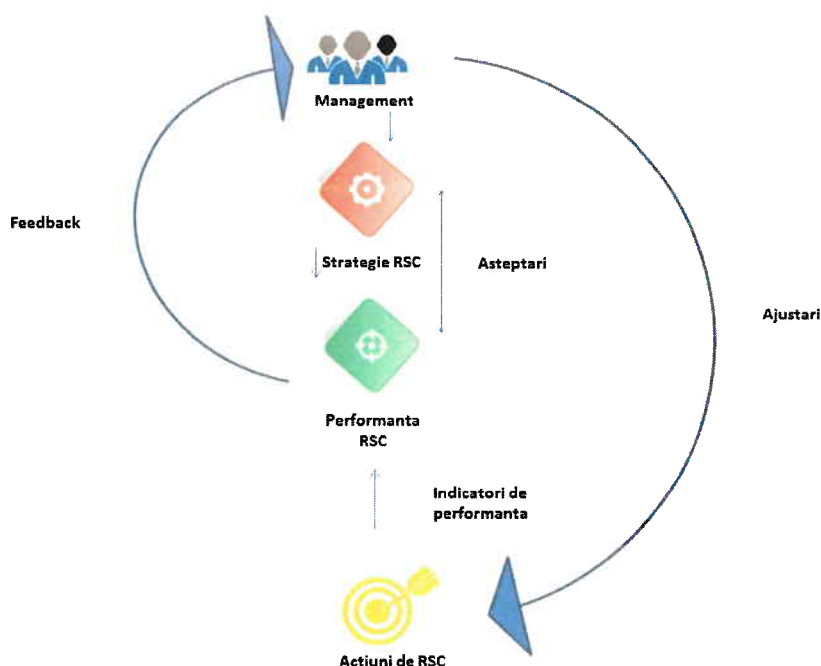 Management
Feedback
Strategie RSC
Asteptari
Ajustari
Performanta
RSC
Indicatori de
performanta
Actiuni de RSC